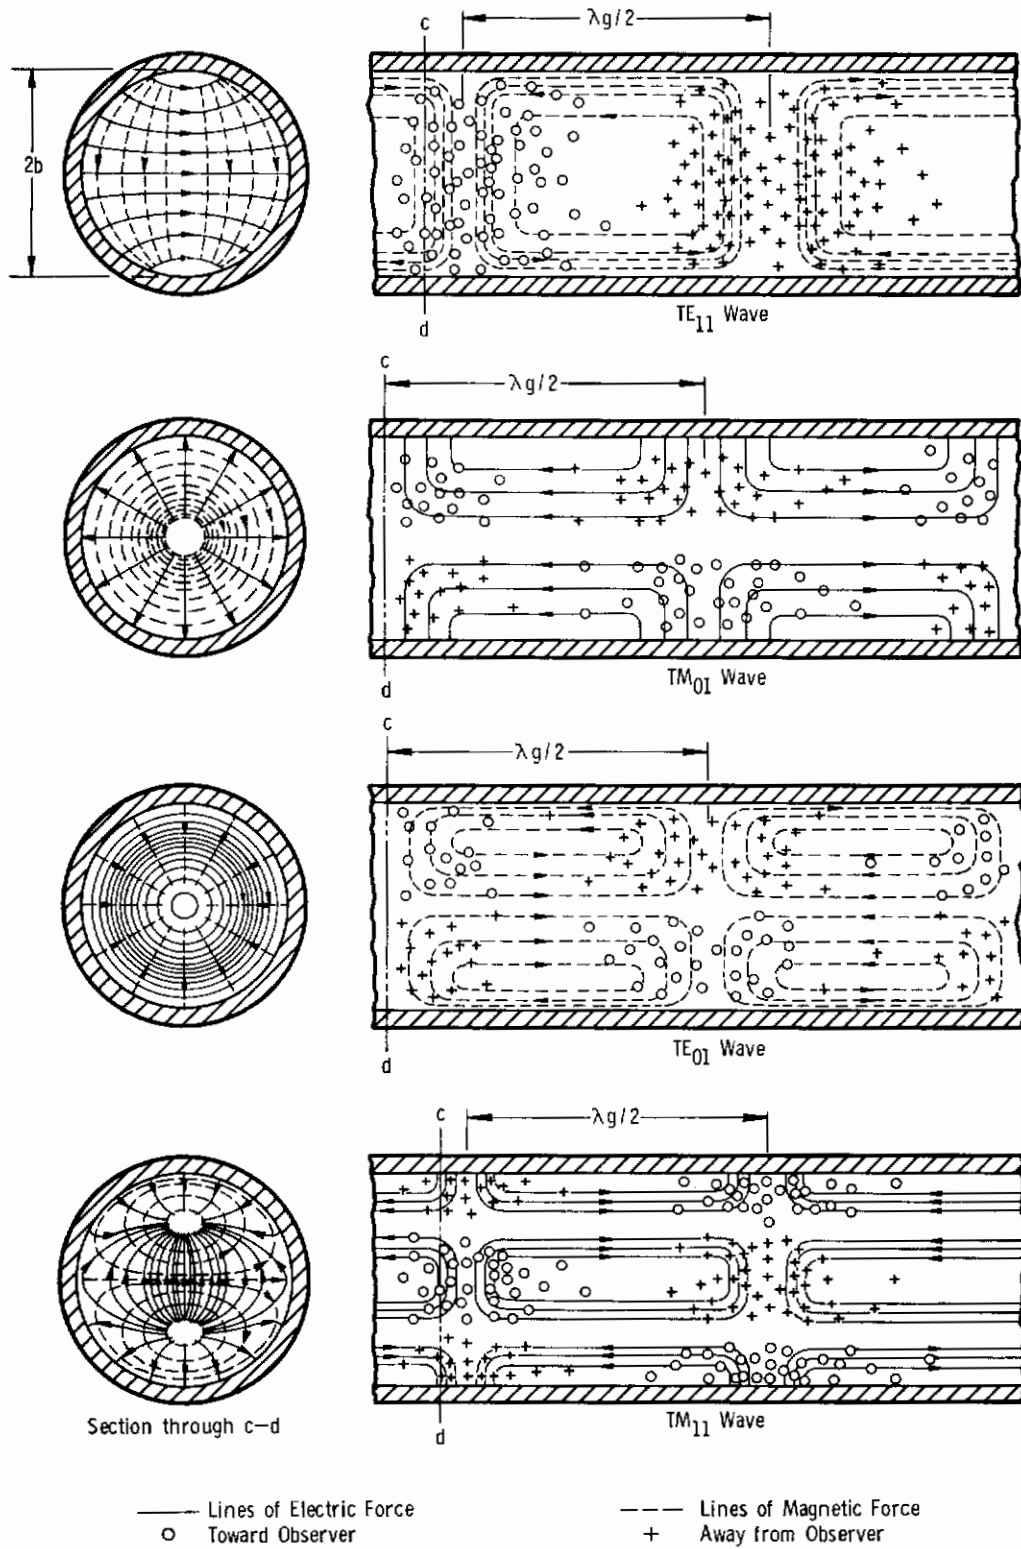 c
λg/2
2b
d
TE11 Wave
c
λg/2
d
TM01 Wave
c
λg/2
d
TE01 Wave
c
λg/2
d
TM11 Wave
Section through c-d
Lines of Electric Force
Lines of Magnetic Force
Toward Observer
Away from Observer